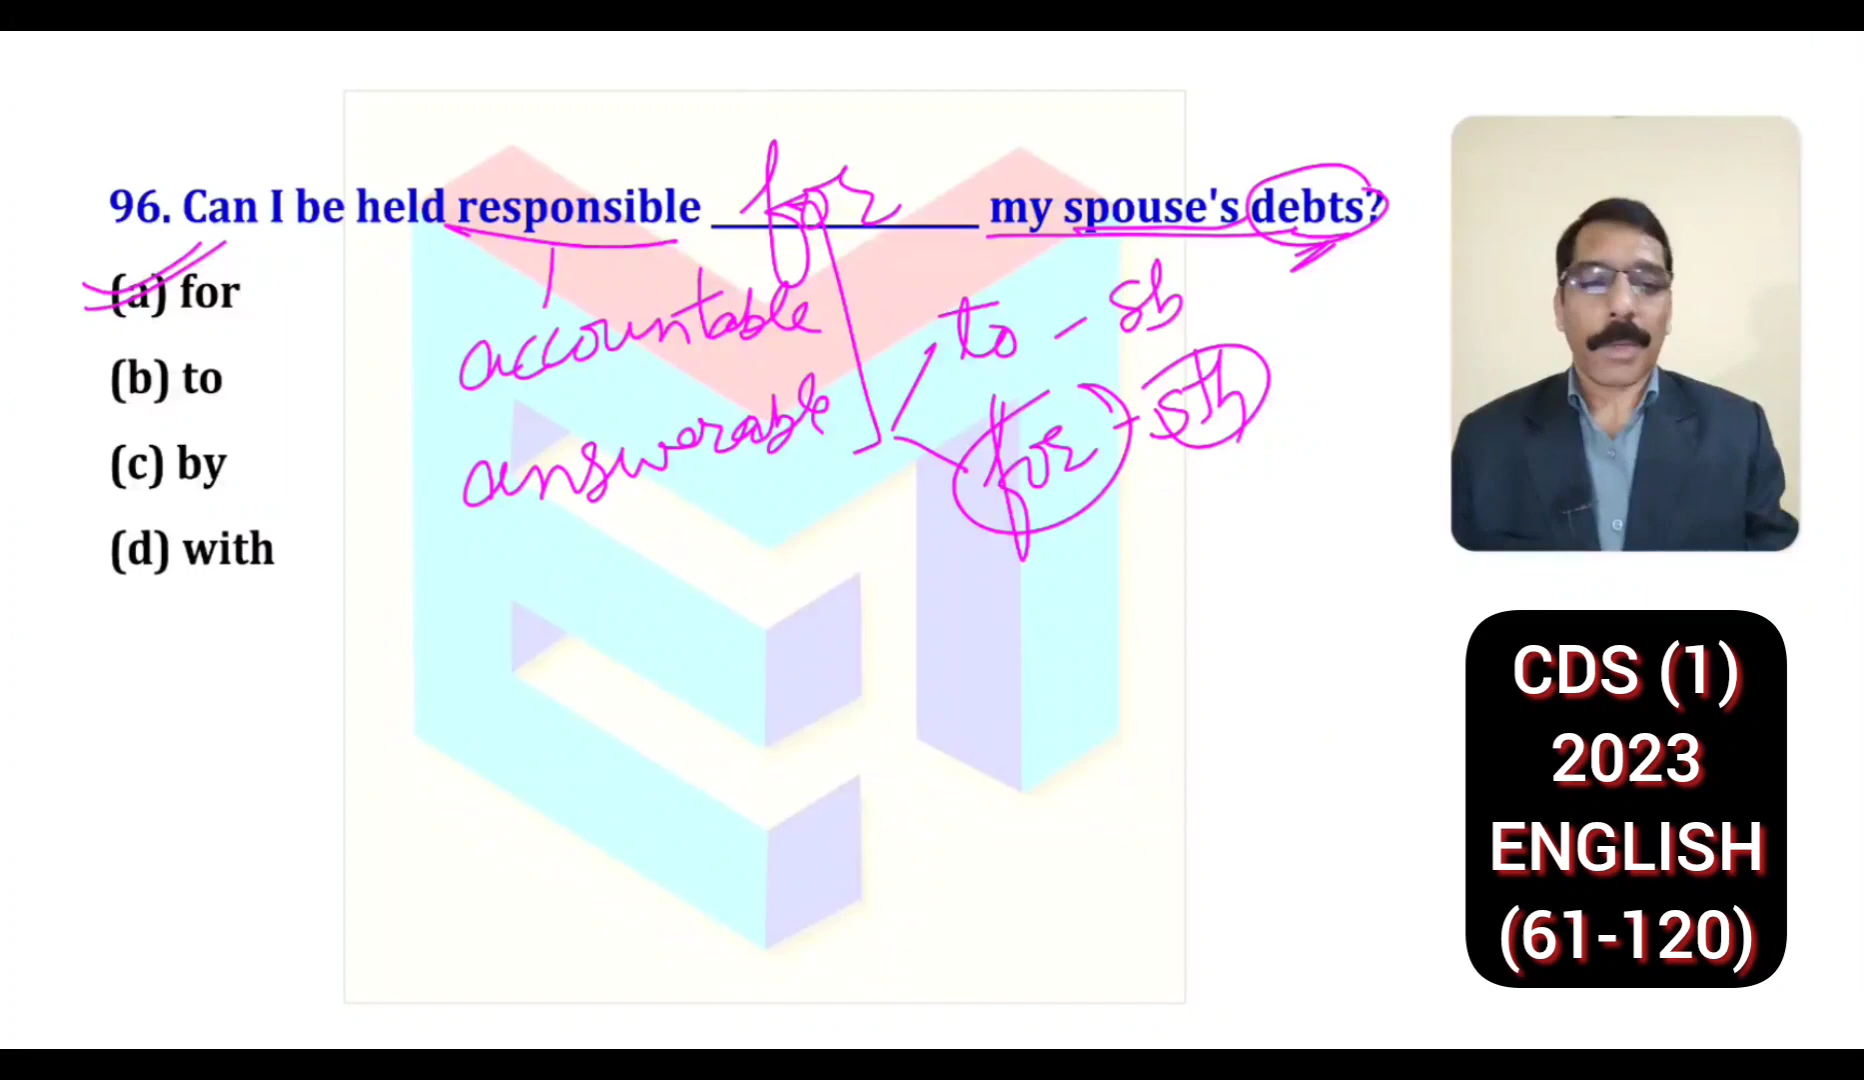 96. Can I be held responsible for my spouse's debts?
(a) for
(b) to
(c) by
(d) with
accountable
answerable
to - sb
for - sth
CDS (1)
2023
ENGLISH
(61-120)